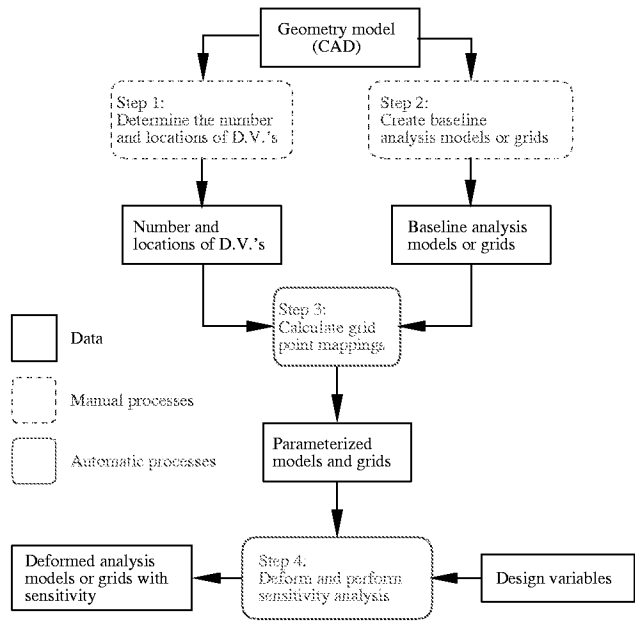 Geometry model
(CAD)
Step 1:
Determine the number
and locations of D.V.'s
Step 2:
Create baseline
analysis models or grids
Number and
locations of D.V.'s
Baseline analysis
models or grids
Step 3:
Calculate grid
point mappings
Data
Manual processes
Automatic processes
Parameterized
models and grids
Deformed analysis
models or grids with
sensitivity
Step 4:
Deform and perform
sensitivity analysis
Design variables